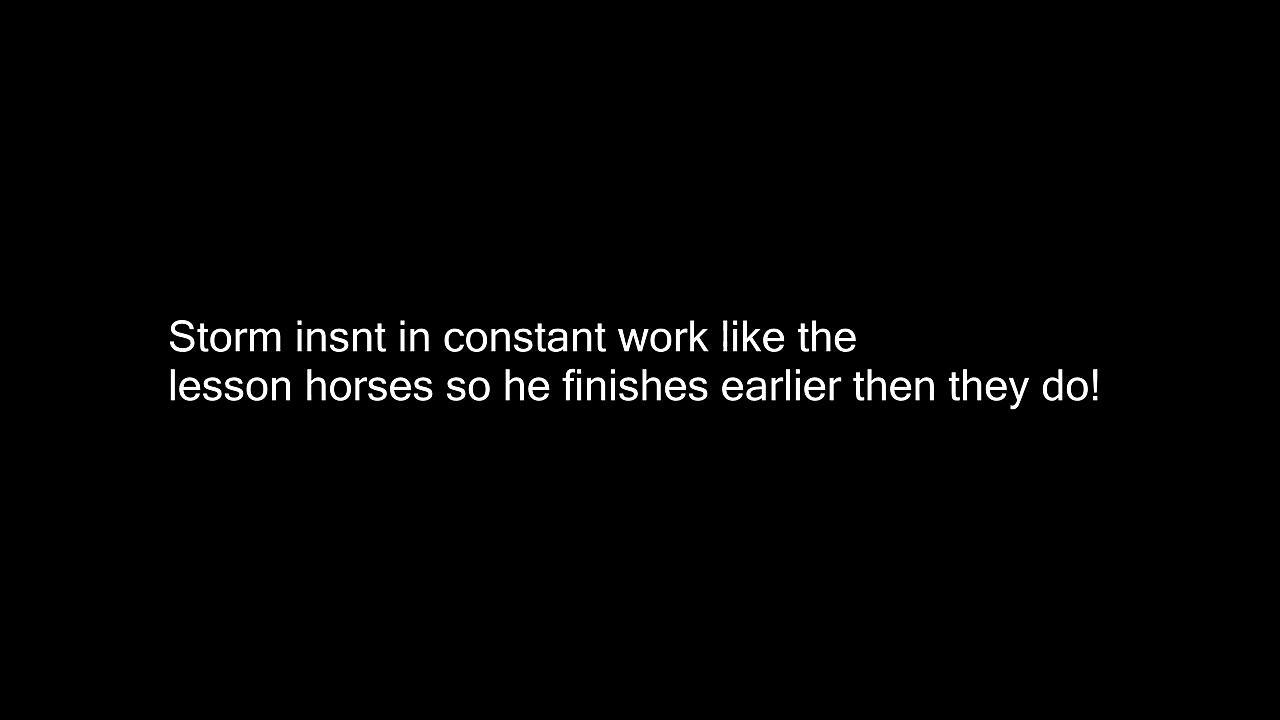 Storm insnt in constant work like the
lesson horses so he finishes earlier then they do!